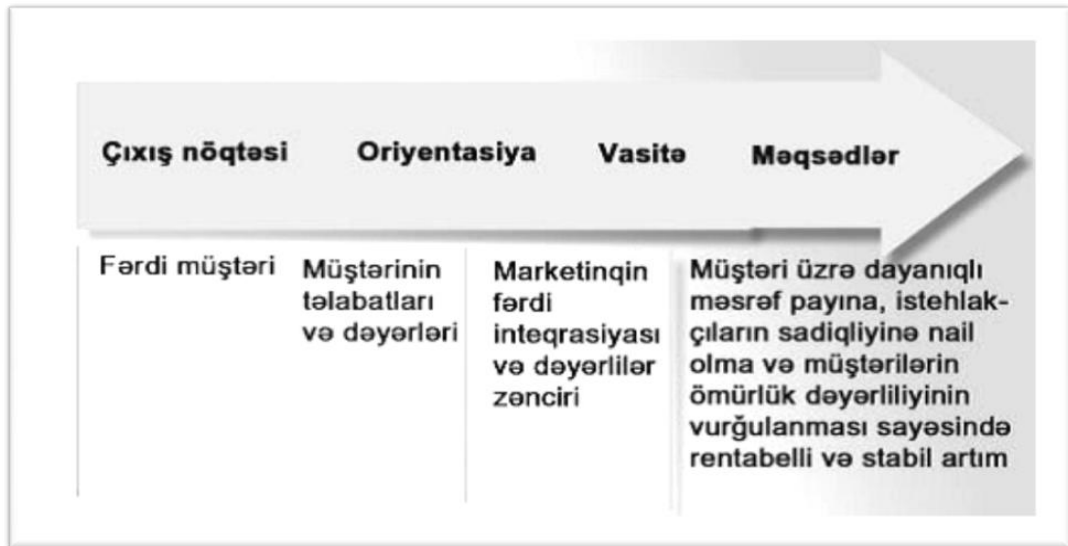 Çıxış nöqtəsi Oriyentasiya Vasitə Məqsədlər
Fərdi müştəri
Müştərinin
təlabatları
və dəyərləri
Marketinqin
fərdi
inteqrasiyası
və dəyərlilər
zənciri
Müştəri üzrə dayanıqlı
məsrəf payına, istehlak-
çıların sadiqliyinə nail
olma və müştərilərin
ömürlük dəyərliliyinin
vurğulanması sayəsində
rentabelli və stabil artım